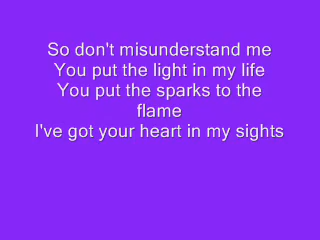 So don't misunderstand me
You put the light in my life
You put the sparks to the
flame
I've got your heart in my sights